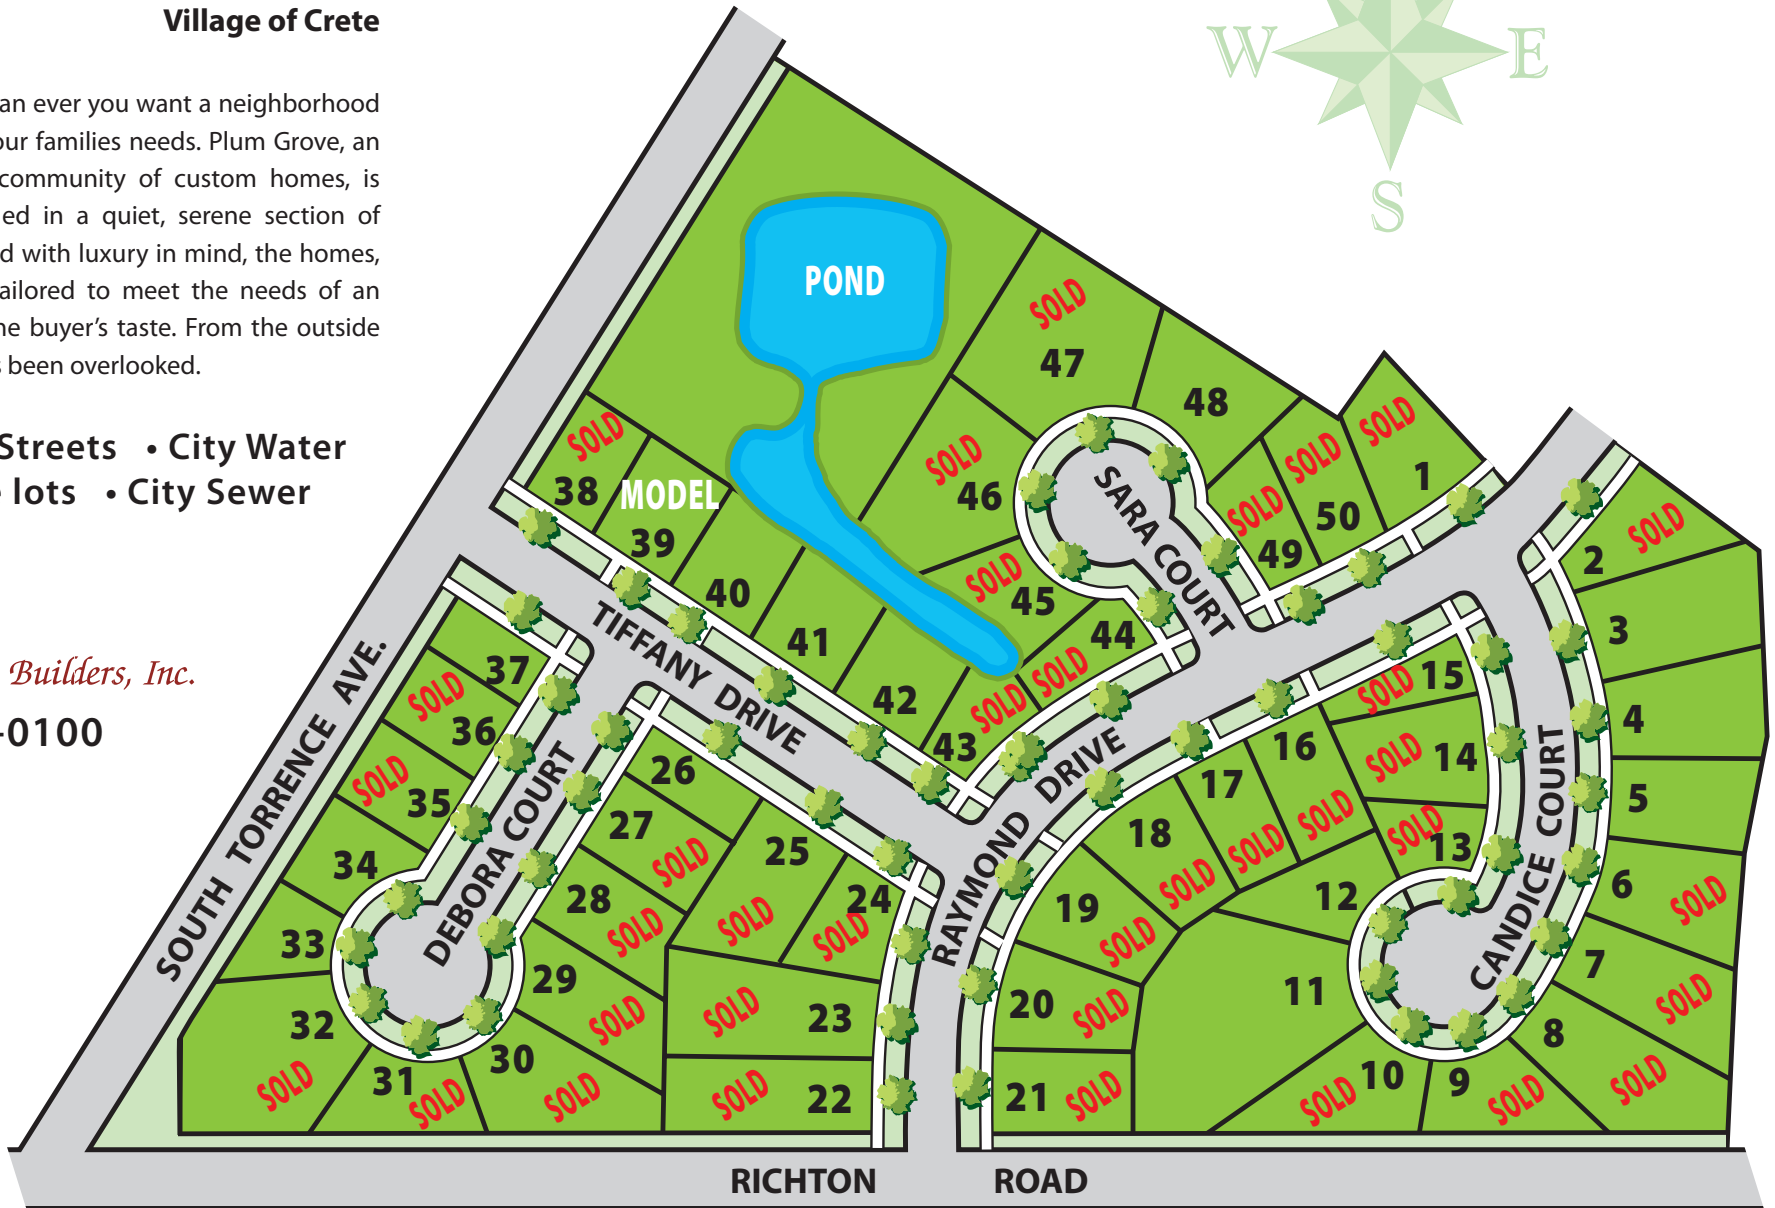 Village of Crete
an ever you want a neighborhood
our families needs. Plum Grove, an
community of custom homes, is
ed in a quiet, serene section of
d with luxury in mind, the homes,
ailored to meet the needs of an
ne buyer's taste. From the outside
s been overlooked.
Streets • City Water
lots • City Sewer
Builders, Inc.
-0100
W E
S
POND
SOLD
47
48
SOLD
38
MODEL
39
SOLD
46
SARA COURT
SOLD
49
SOLD
50
SOLD
1
SOLD
2
3
4
5
6
SOLD
7
SOLD
8
SOLD
9
SOLD
10
SOLD
11
12
13
SOLD
14
SOLD
15
SOLD
CANDICE COURT
40
41
42
43
SOLD
44
SOLD
45
SOLD
TIFFANY DRIVE
RAYMOND DRIVE
RAYMOND
16
SOLD
17
SOLD
18
SOLD
19
SOLD
20
SOLD
21
SOLD
SOUTH TORRENCE AVE.
37
36
SOLD
35
SOLD
34
33
32
SOLD
31
SOLD
30
SOLD
29
SOLD
28
SOLD
27
SOLD
26
25
SOLD
24
SOLD
23
SOLD
22
SOLD
DEBORA COURT
RICHTON ROAD